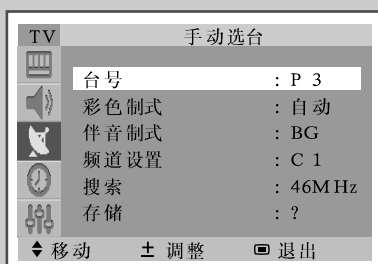 TV 手动选台
台号 : P 3
彩色制式 : 自动
伴音制式 : BG
频道设置 : C 1
搜索 : 46MHz
存储 : ?
移动 ± 调整 退出